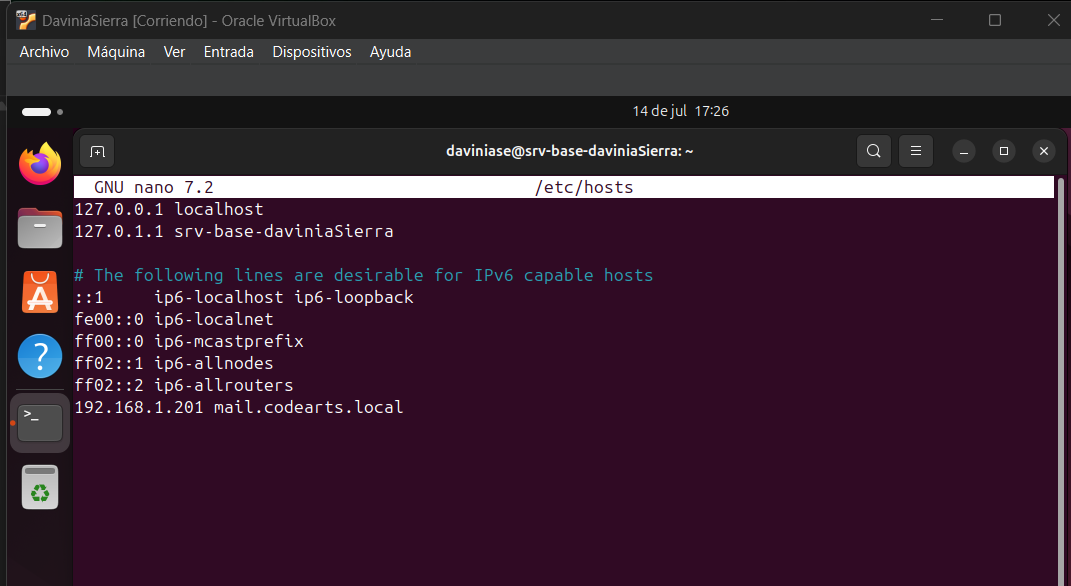 DaviniaSierra [Corriendo] - Oracle VirtualBox
Archivo Máquina Ver Entrada Dispositivos Ayuda
14 de jul 17:26
daviniase@srv-base-daviniaSierra: ~
GNU nano 7.2 /etc/hosts
127.0.0.1 localhost
127.0.1.1 srv-base-daviniaSierra
# The following lines are desirable for IPv6 capable hosts
::1 ip6-localhost ip6-loopback
fe00::0 ip6-localnet
ff00::0 ip6-mcastprefix
ff02::1 ip6-allnodes
ff02::2 ip6-allrouters
192.168.1.201 mail.codearts.local